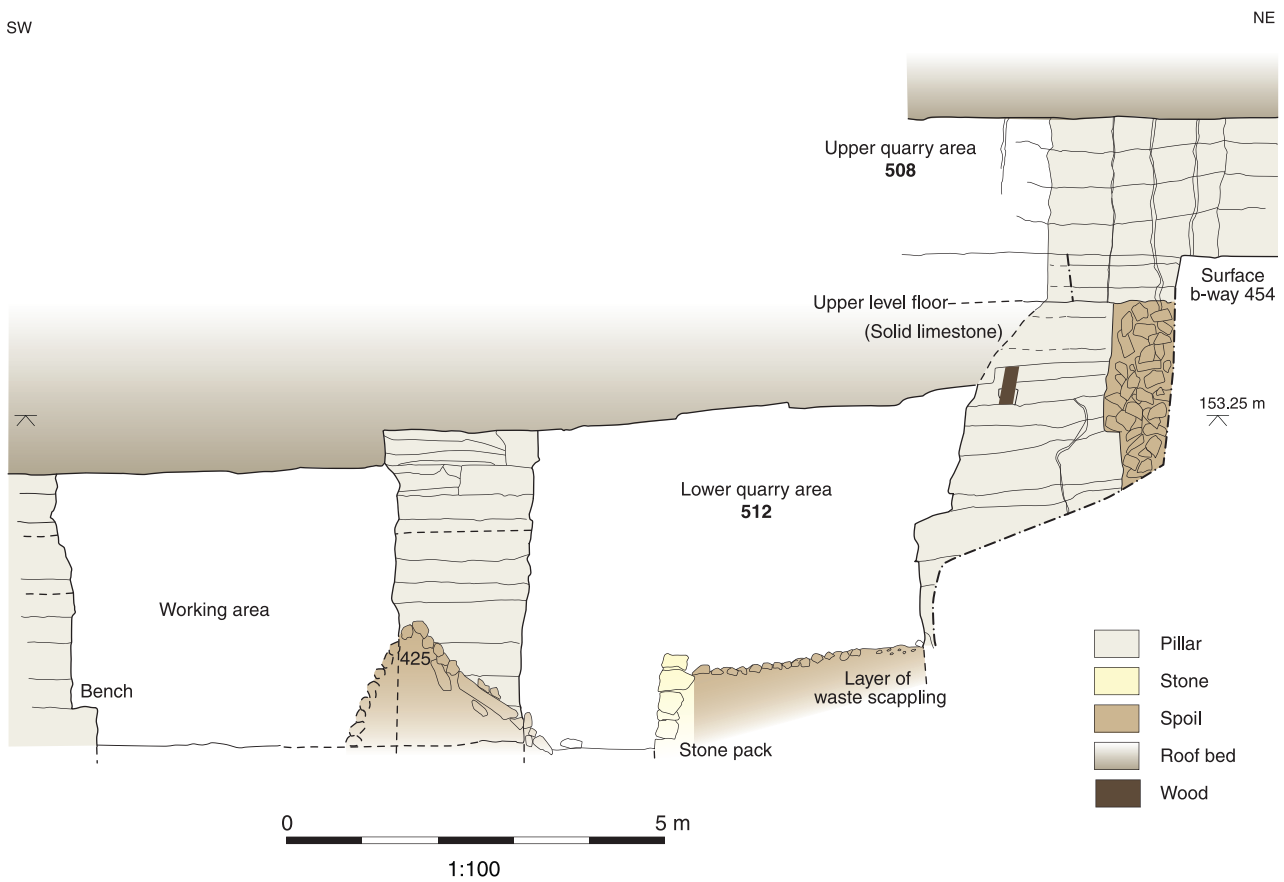 SW
NE
Upper quarry area
508
Surface
b-way 454
Upper level floor
(Solid limestone)
153.25 m
Lower quarry area
512
Working area
425
Bench
Layer of
waste scappling
Stone pack
Pillar
Stone
Spoil
Roof bed
Wood
0 5 m
1:100